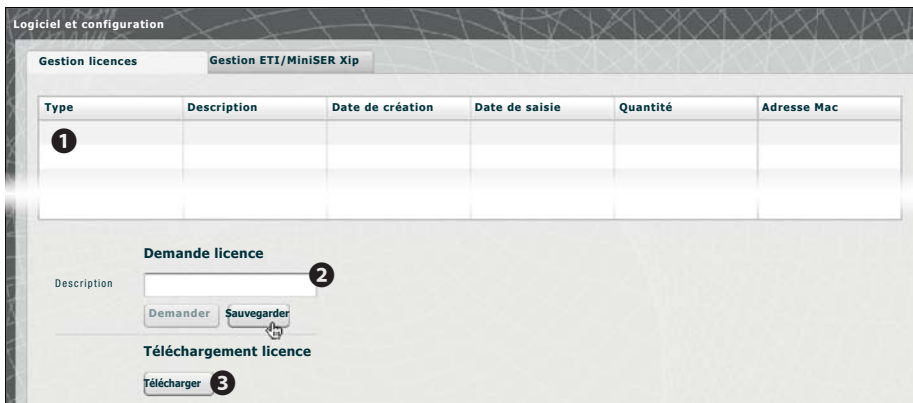 Logiciel et configuration
Gestion licences Gestion ETI/MiniSER Xip
Type Description Date de création Date de saisie Quantité Adresse Mac
1
Demande licence
Description 2
Demander Sauvegarder
Téléchargement licence
Télécharger 3